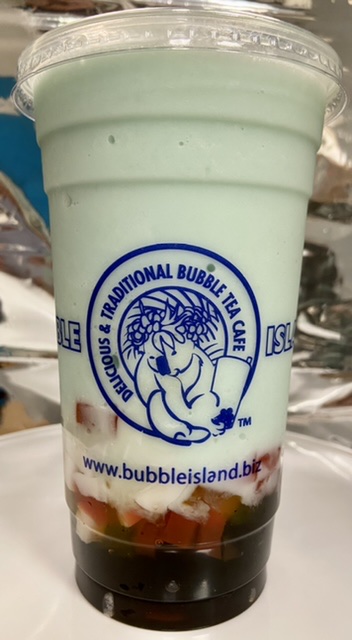 DELICIOUS & TRADITIONAL BUBBLE TEA CAFE
BLE
ISL
TM
www.bubbleisland.biz